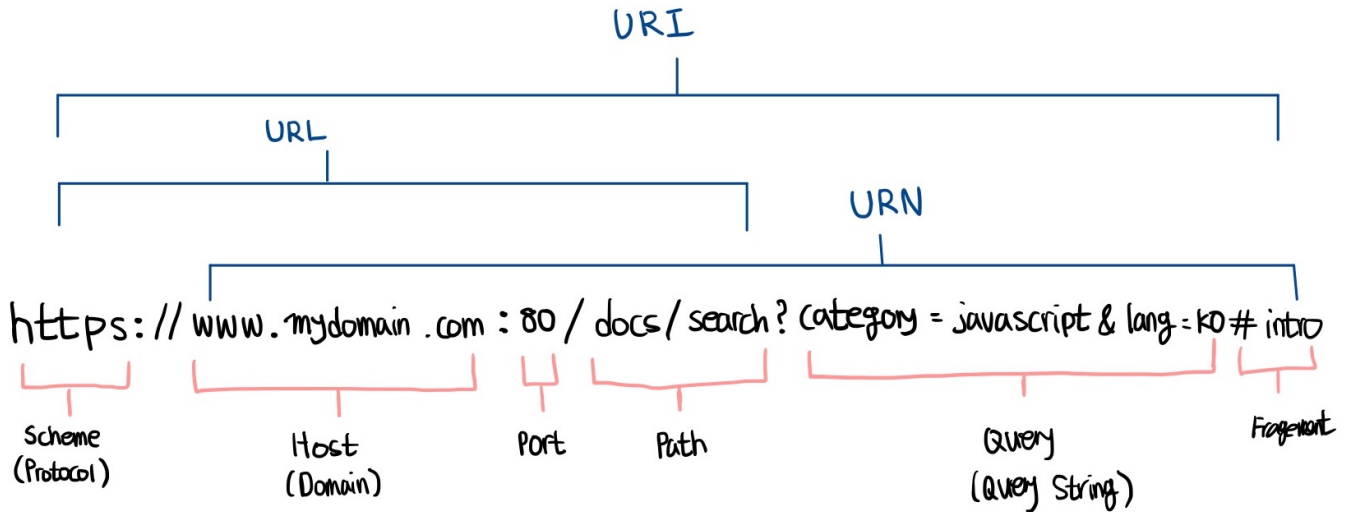 URI
URL
URN
https://www.mydomain.com:80/docs/search?category=javascript&lang=ko#intro
Scheme
(Protocol)
Host
(Domain)
Port
Path
Query
(Query String)
Fragement